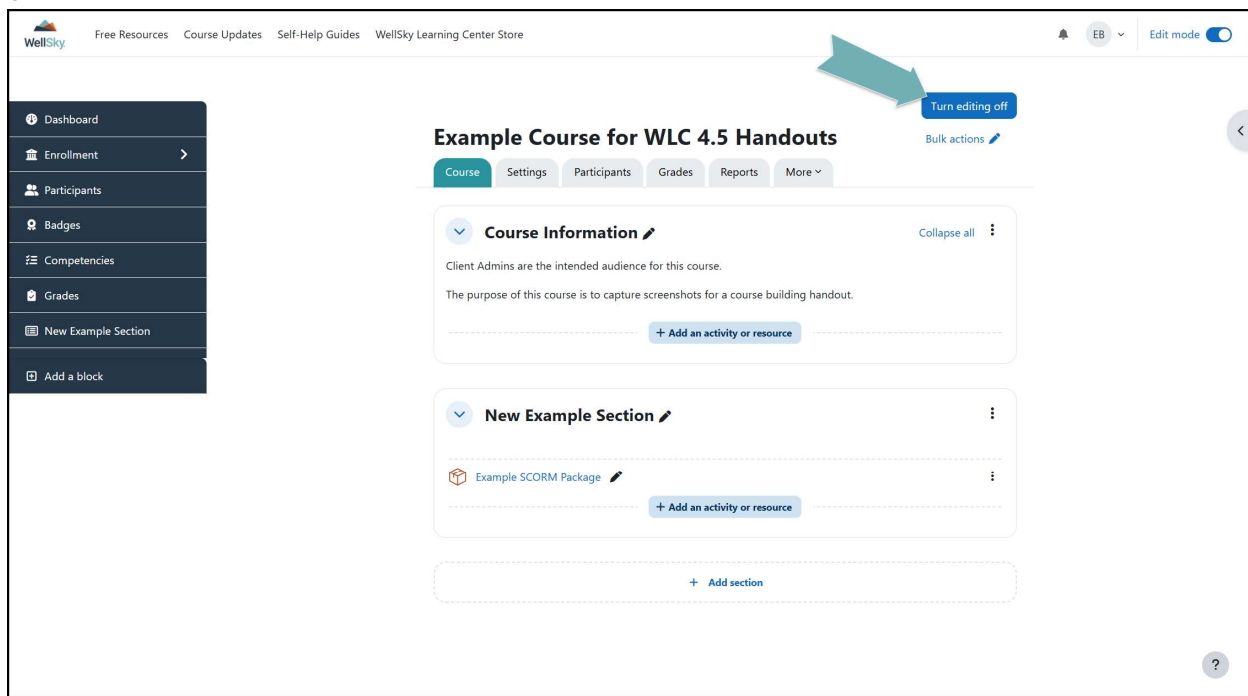 WellSky
Free Resources Course Updates Self-Help Guides WellSky Learning Center Store
EB
Edit mode
Turn editing off
Dashboard
Enrollment
Participants
Badges
Competencies
Grades
New Example Section
Add a block
Example Course for WLC 4.5 Handouts
Bulk actions
Course Settings Participants Grades Reports More
Course Information
Collapse all
Client Admins are the intended audience for this course.
The purpose of this course is to capture screenshots for a course building handout.
+ Add an activity or resource
New Example Section
Example SCORM Package
+ Add an activity or resource
+ Add section
?